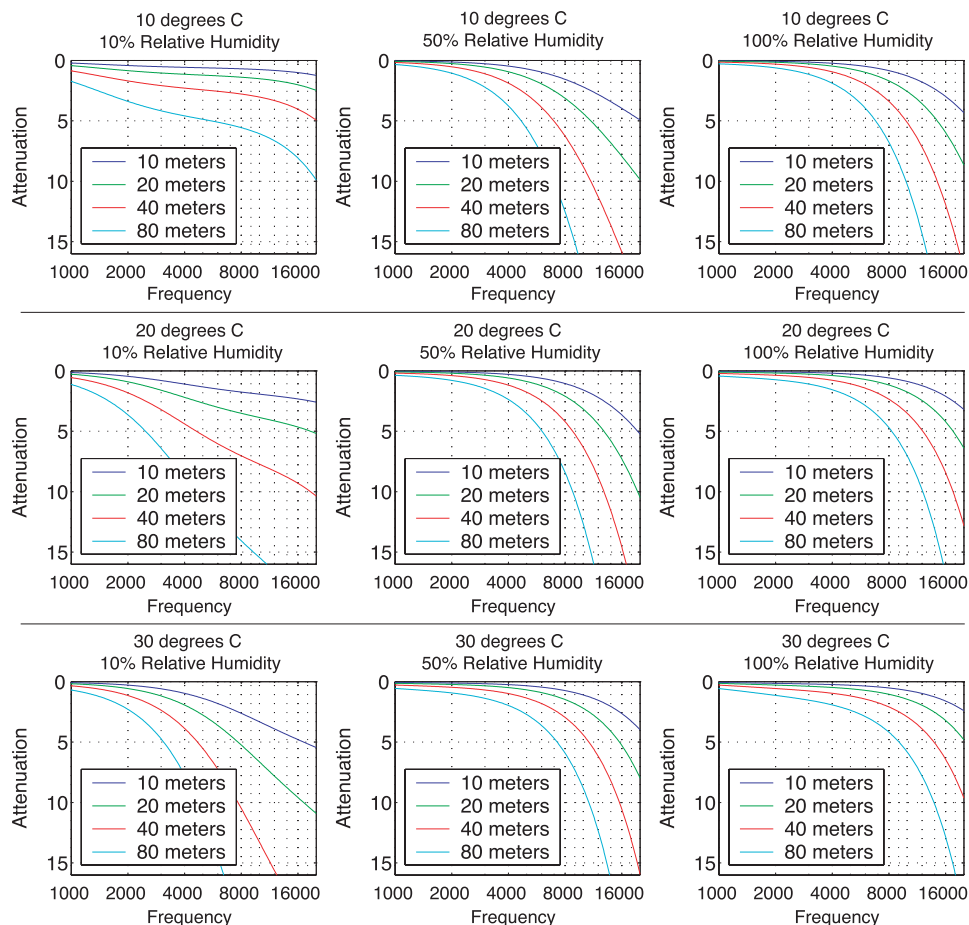 10 degrees C
10% Relative Humidity
0
5
10
15
Attenuation
10 meters
20 meters
40 meters
80 meters
1000 2000 4000 8000 16000
Frequency
10 degrees C
50% Relative Humidity
0
5
10
15
Attenuation
10 meters
20 meters
40 meters
80 meters
1000 2000 4000 8000 16000
Frequency
10 degrees C
100% Relative Humidity
0
5
10
15
Attenuation
10 meters
20 meters
40 meters
80 meters
1000 2000 4000 8000 16000
Frequency
20 degrees C
10% Relative Humidity
0
5
10
15
Attenuation
10 meters
20 meters
40 meters
80 meters
1000 2000 4000 8000 16000
Frequency
20 degrees C
50% Relative Humidity
0
5
10
15
Attenuation
10 meters
20 meters
40 meters
80 meters
1000 2000 4000 8000 16000
Frequency
20 degrees C
100% Relative Humidity
0
5
10
15
Attenuation
10 meters
20 meters
40 meters
80 meters
1000 2000 4000 8000 16000
Frequency
30 degrees C
10% Relative Humidity
0
5
10
15
Attenuation
10 meters
20 meters
40 meters
80 meters
1000 2000 4000 8000 16000
Frequency
30 degrees C
50% Relative Humidity
0
5
10
15
Attenuation
10 meters
20 meters
40 meters
80 meters
1000 2000 4000 8000 16000
Frequency
30 degrees C
100% Relative Humidity
0
5
10
15
Attenuation
10 meters
20 meters
40 meters
80 meters
1000 2000 4000 8000 16000
Frequency